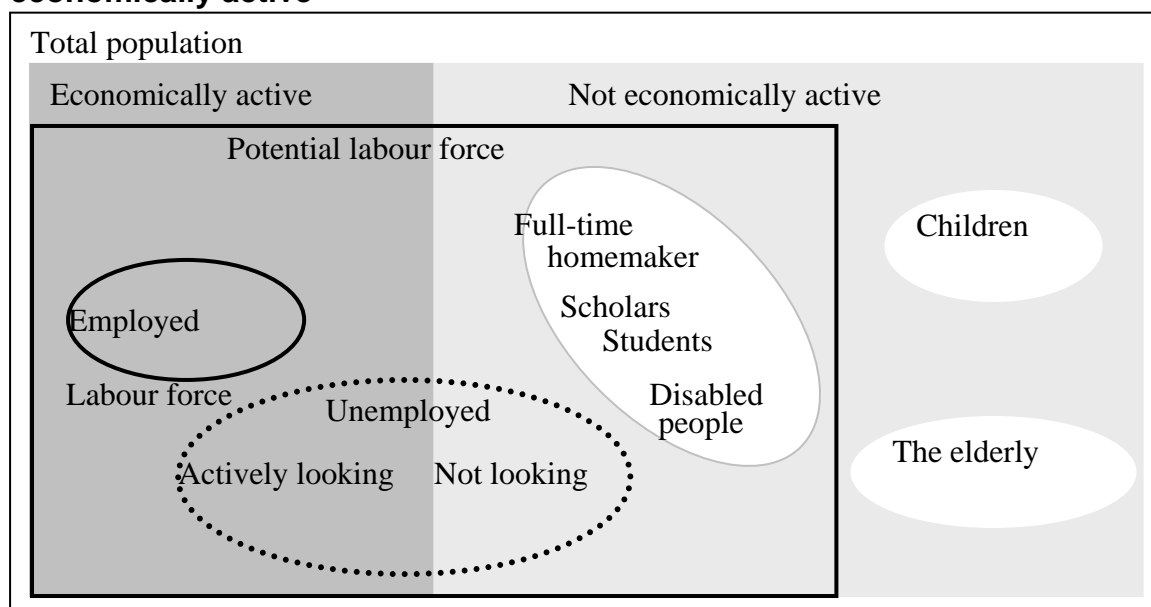 economically active
Total population
Economically active
Not economically active
Potential labour force
Full-time
homemaker
Children
Scholars
Students
Employed
Labour force
Disabled
people
Unemployed
The elderly
Actively looking
Not looking